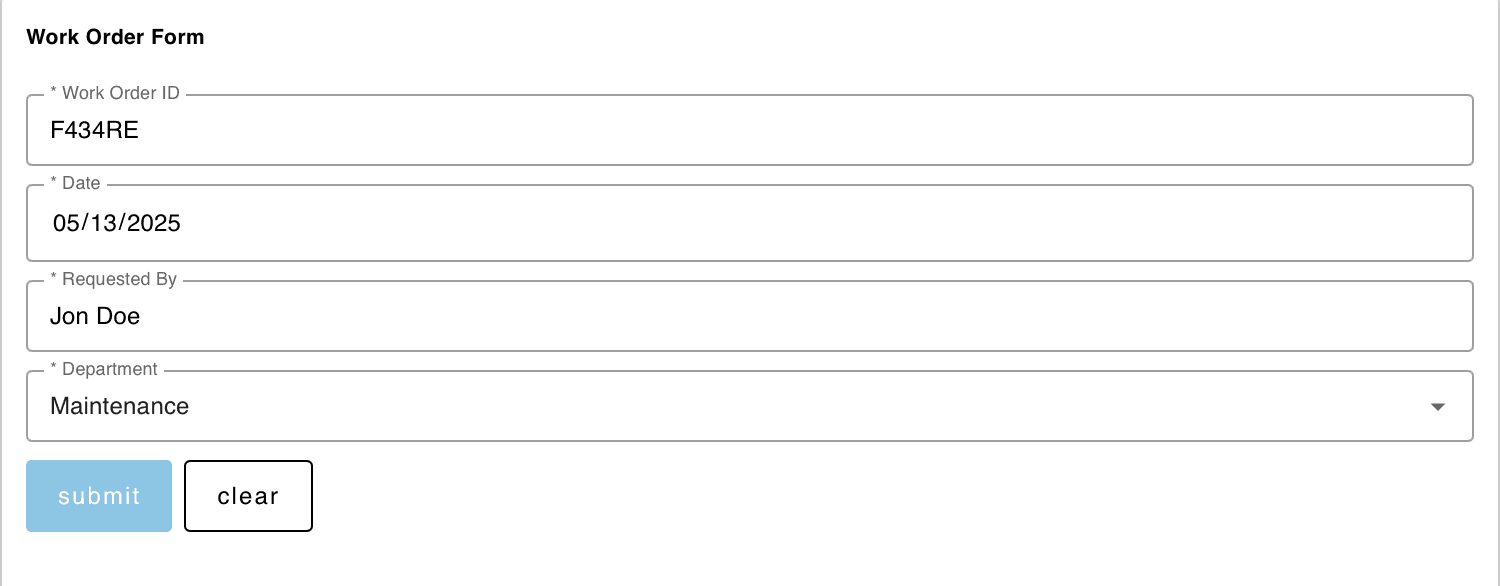 Work Order Form
* Work Order ID
F434RE
* Date
05/13/2025
* Requested By
Jon Doe
* Department
Maintenance
submit clear